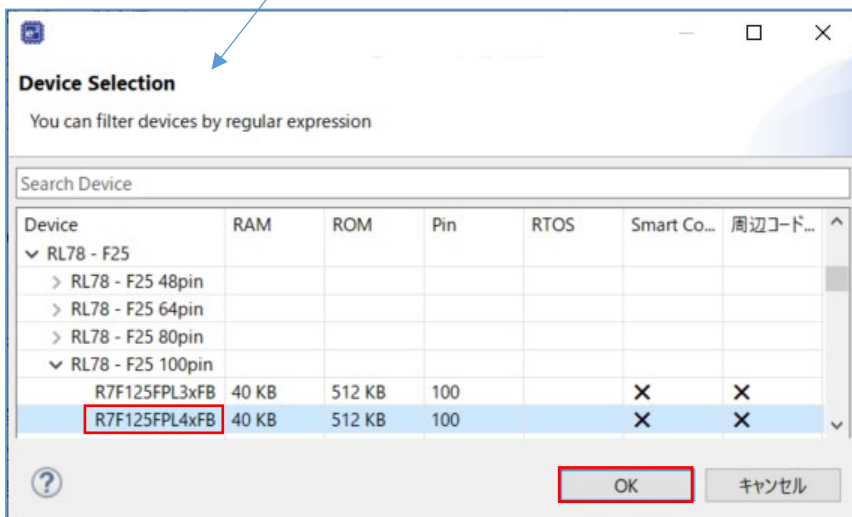 e²
Device Selection
You can filter devices by regular expression
Search Device
Device RAM ROM Pin RTOS Smart Co... 周辺コード...
RL78 - F25
RL78 - F25 48pin
RL78 - F25 64pin
RL78 - F25 80pin
RL78 - F25 100pin
R7F125FPL3xFB 40 KB 512 KB 100
R7F125FPL4xFB 40 KB 512 KB 100
OK キャンセル